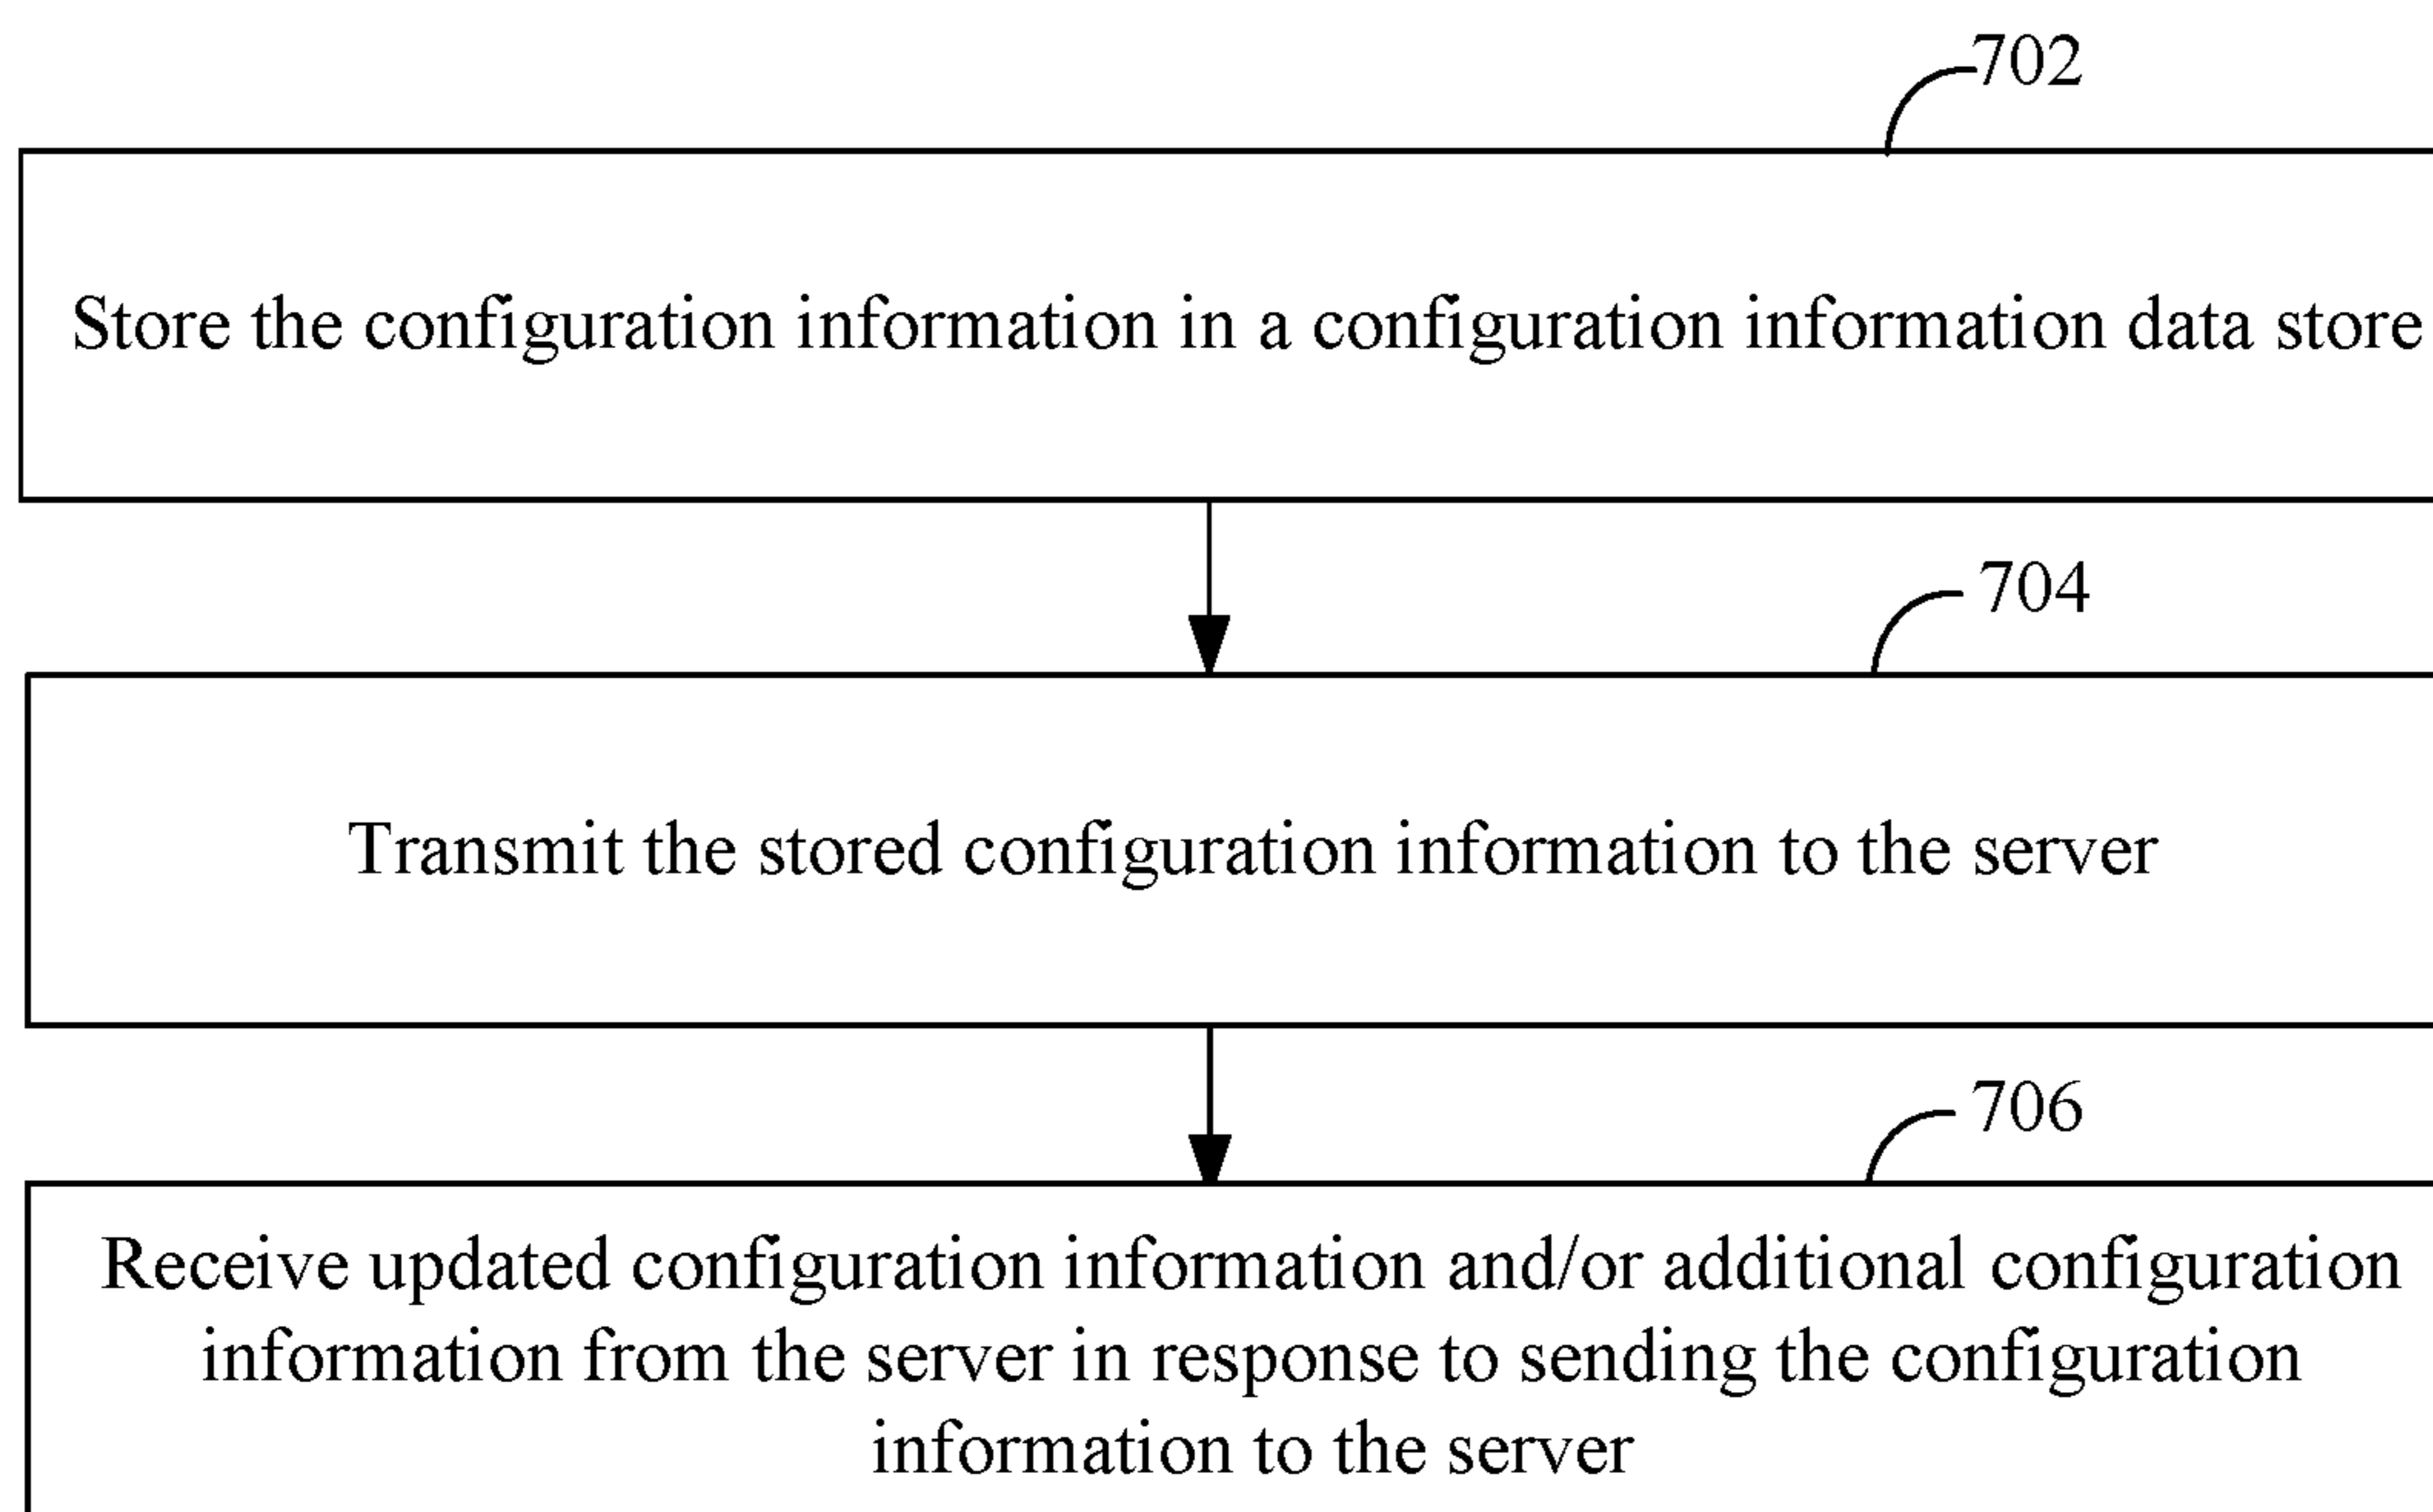 702
Store the configuration information in a configuration information data store
704
Transmit the stored configuration information to the server
706
Receive updated configuration information and/or additional configuration
information from the server in response to sending the configuration
information to the server